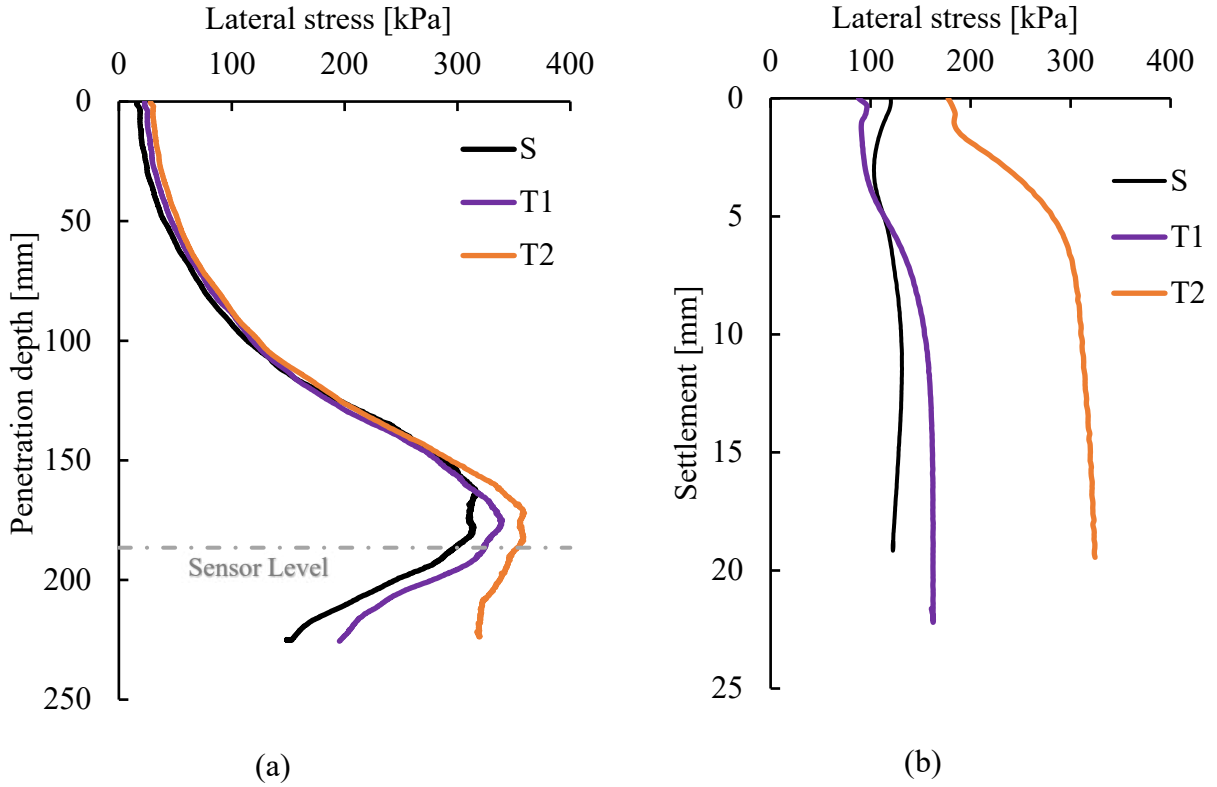 Lateral stress [kPa]
0 100 200 300 400
0
50
100
150
200
250
Penetration depth [mm]
S
T1
T2
Sensor Level
(a)
Lateral stress [kPa]
0 100 200 300 400
0
5
10
15
20
25
Settlement [mm]
S
T1
T2
(b)